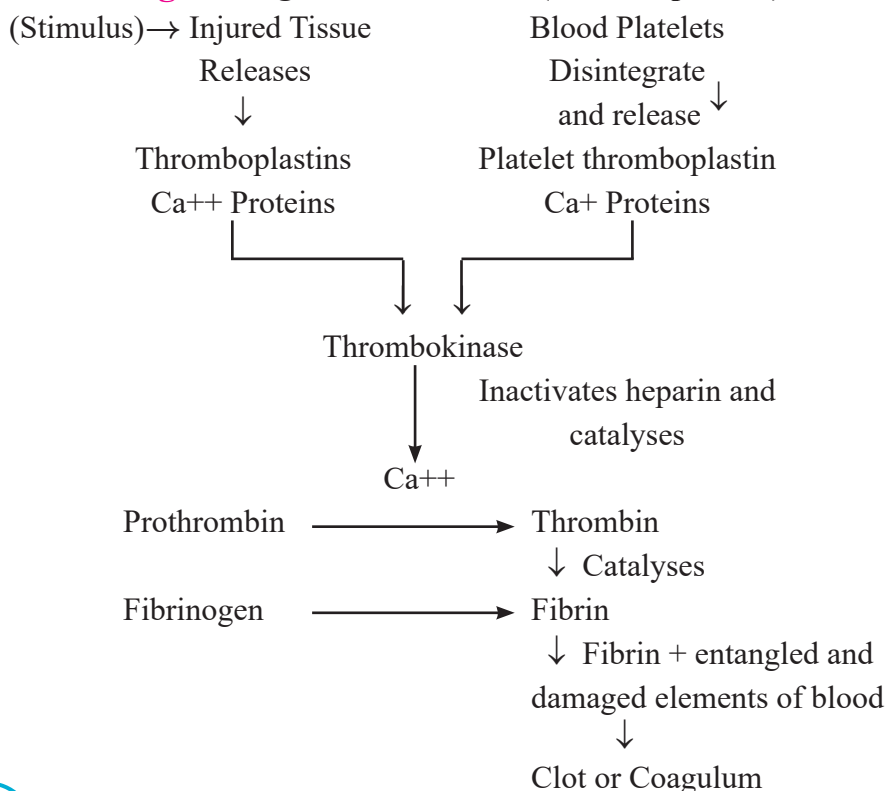 (Stimulus)→ Injured Tissue
Releases
↓
Thromboplastins
Ca++ Proteins
Blood Platelets
Disintegrate
and release ↓
Platelet thromboplastin
Ca+ Proteins
Thrombokinase
Inactivates heparin and
catalyses
Ca++
Prothrombin → Thrombin
↓ Catalyses
Fibrinogen → Fibrin
↓ Fibrin + entangled and
damaged elements of blood
↓
Clot or Coagulum